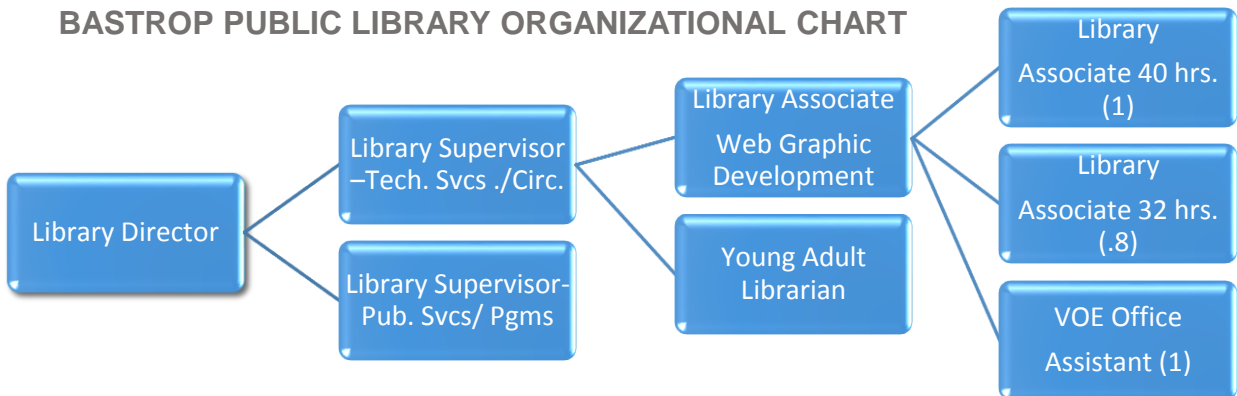 BASTROP PUBLIC LIBRARY ORGANIZATIONAL CHART
Library Director
Library Supervisor
–Tech. Svcs ./Circ.
Library Supervisor-
Pub. Svcs/ Pgms
Library Associate
Web Graphic
Development
Young Adult
Librarian
Library
Associate 40 hrs.
(1)
Library
Associate 32 hrs.
(.8)
VOE Office
Assistant (1)